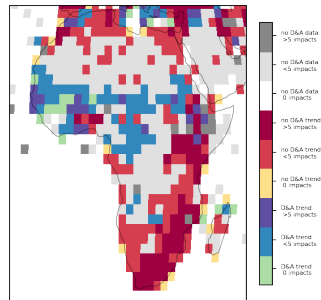 no D&A data
>5 impacts
no D&A data
<5 impacts
no D&A data
0 impacts
no D&A trend
>5 impacts
no D&A trend
<5 impacts
no D&A trend
0 impacts
D&A trend
>5 impacts
D&A trend
<5 impacts
D&A trend
0 impacts